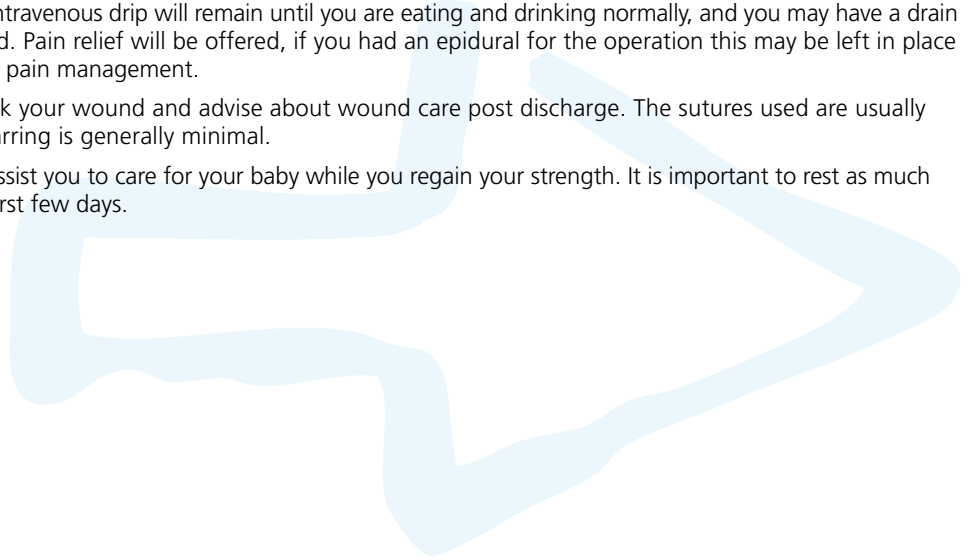 ntravenous drip will remain until you are eating and drinking normally, and you may have a drain
d. Pain relief will be offered, if you had an epidural for the operation this may be left in place
pain management.
k your wound and advise about wound care post discharge. The sutures used are usually
rring is generally minimal.
ssist you to care for your baby while you regain your strength. It is important to rest as much
rst few days.